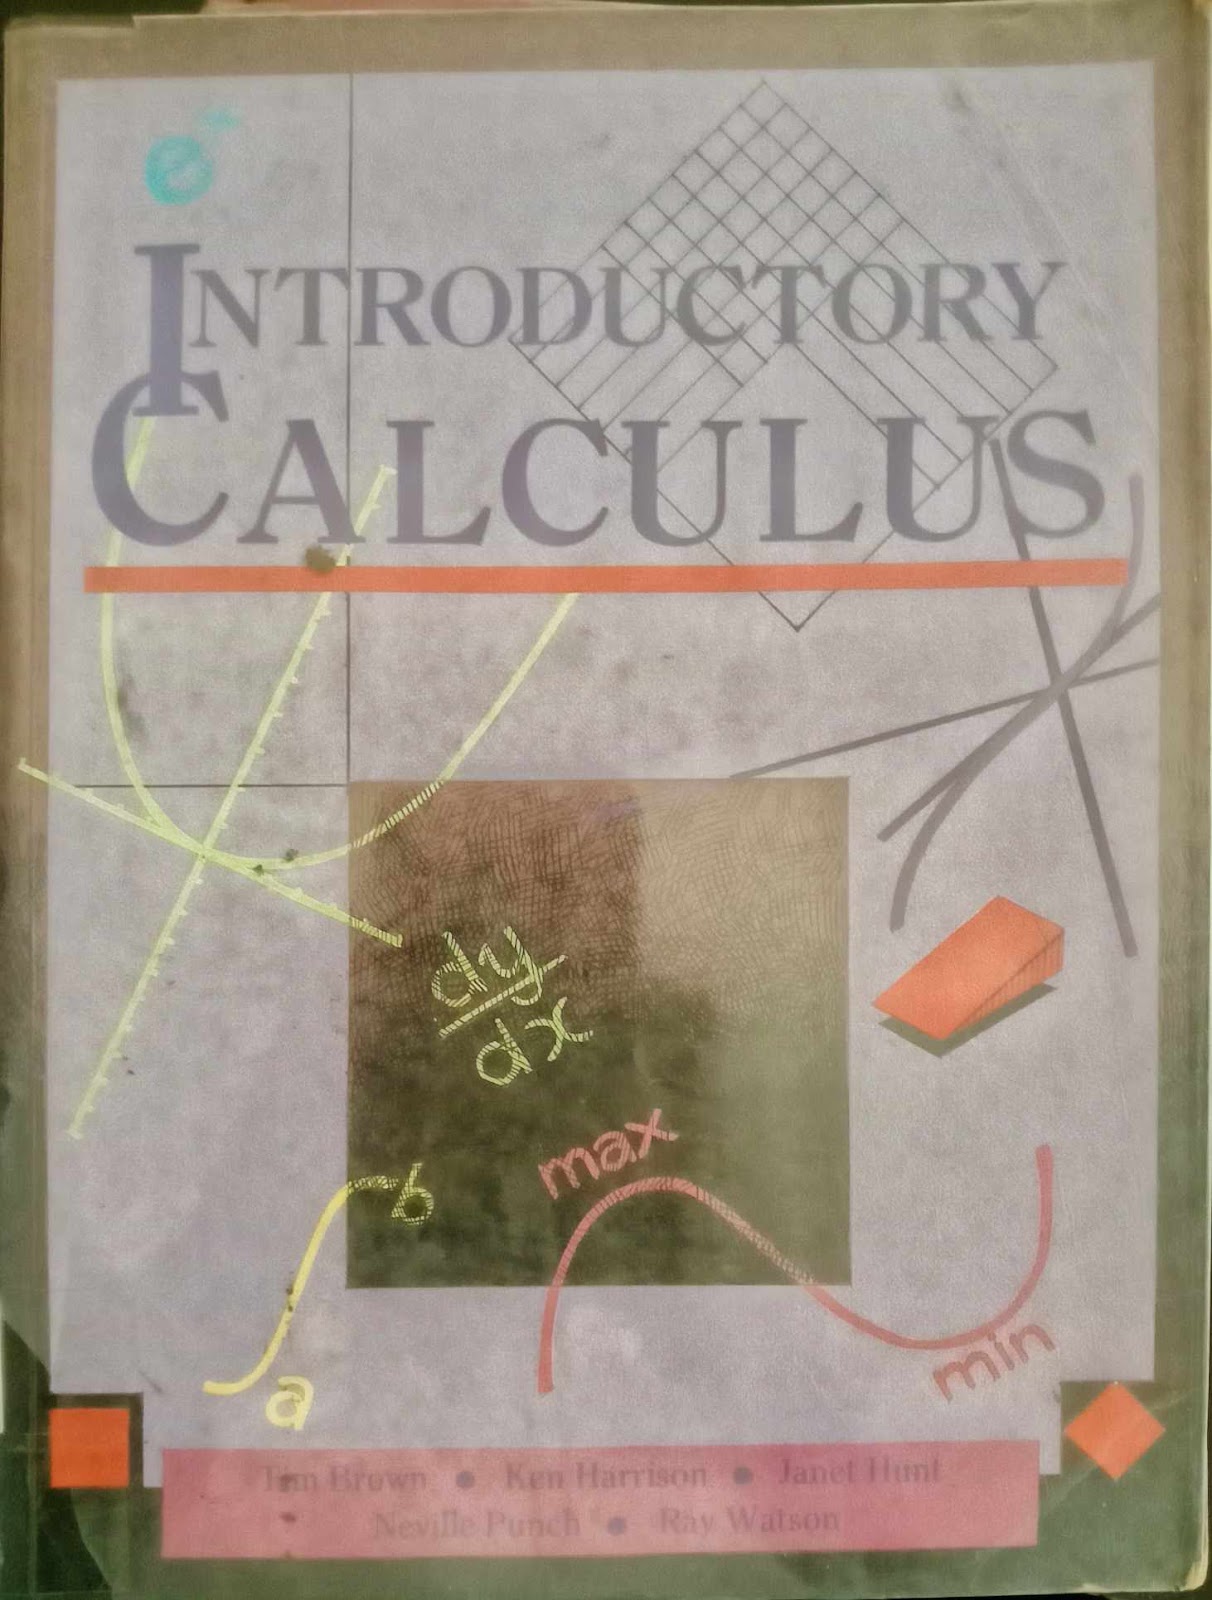 e
INTRODUCTORY
CALCULUS
dy
dx
max
b
min
a
Tim Brown • Ken Harrison • Janet Hunt
Neville Punch • Ray Watson